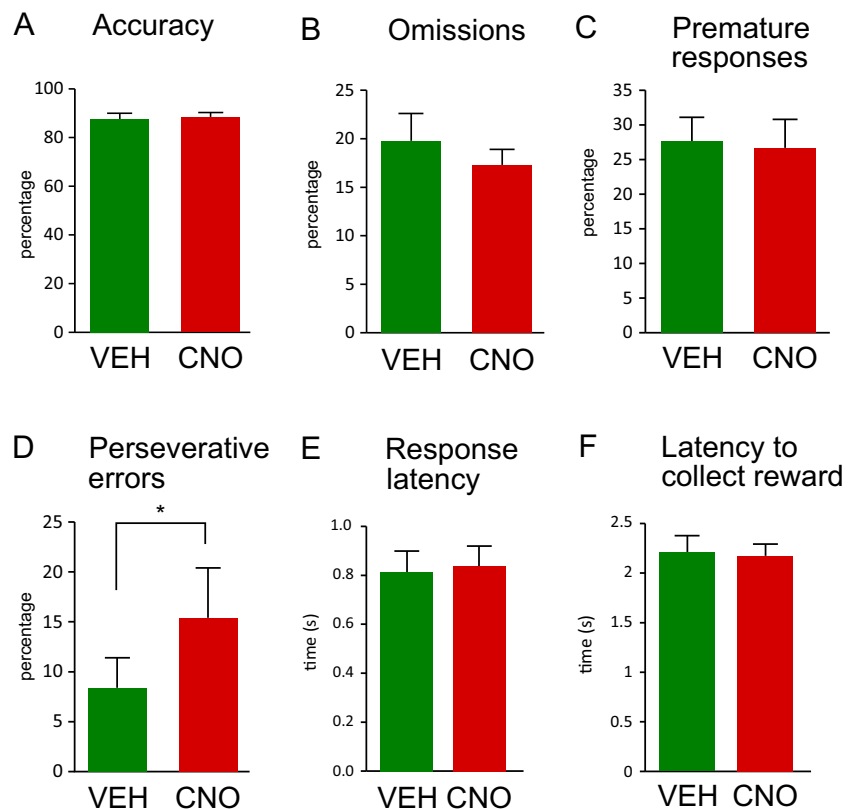 A Accuracy
percentage
100
80
60
40
20
0
VEH CNO
B Omissions
percentage
25
20
15
10
5
0
VEH CNO
C Premature
responses
percentage
35
30
25
20
15
10
5
0
VEH CNO
D Perseverative
errors
percentage
25
20
15
10
5
0
*
VEH CNO
E Response
latency
time (s)
1.0
0.8
0.6
0.4
0.2
0.0
VEH CNO
F Latency to
collect reward
time (s)
2.5
2
1.5
1
0.5
0
VEH CNO